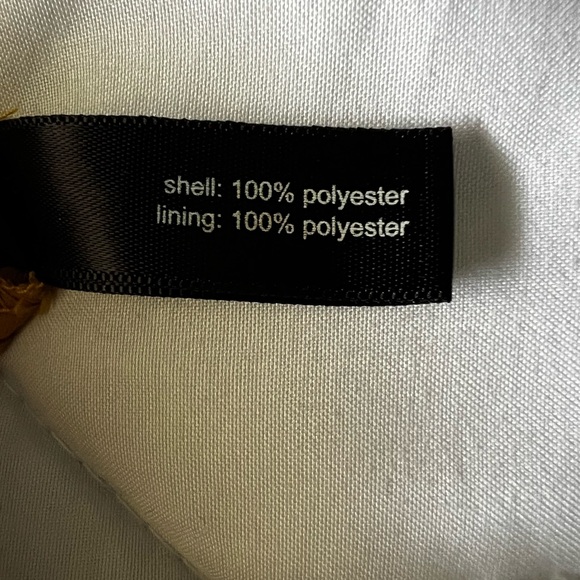 shell: 100% polyester
lining: 100% polyester